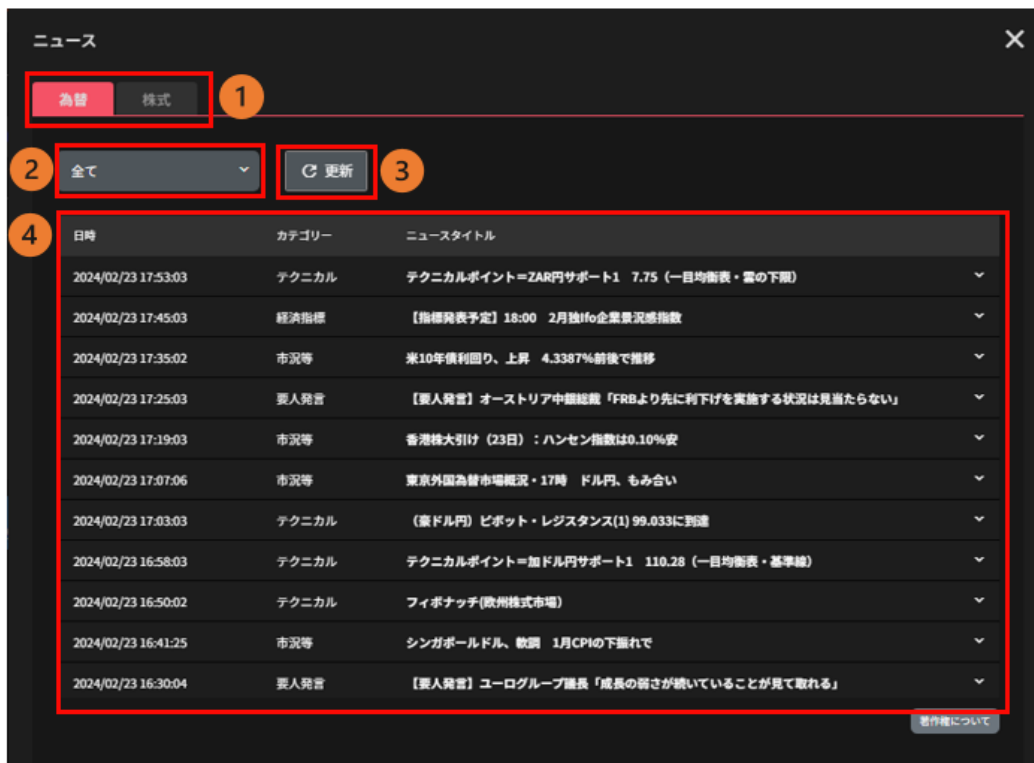 ニュース
為替 株式 1
2 全て 更新 3
4 日時 カテゴリー ニュースタイトル
2024/02/23 17:53:03 テクニカル テクニカルポイント=ZAR円サポート1 7.75(一目均衡表・雲の下限)
2024/02/23 17:45:03 経済指標 【指標発表予定】18:00 2月独Ifo企業景況感指数
2024/02/23 17:35:02 市況等 米10年債利回り、上昇 4.3387%前後で推移
2024/02/23 17:25:03 要人発言 【要人発言】オーストリア中銀総裁「FRBより先に利下げを実施する状況は見当たらない」
2024/02/23 17:19:03 市況等 香港株大引け(23日):ハンセン指数は0.10%安
2024/02/23 17:07:06 市況等 東京外国為替市場概況・17時 ドル円、もみ合い
2024/02/23 17:03:03 テクニカル (豪ドル円)ピボット・レジスタンス(1) 99.033に到達
2024/02/23 16:58:03 テクニカル テクニカルポイント=加ドル円サポート1 110.28(一目均衡表・基準線)
2024/02/23 16:50:02 テクニカル フィボナッチ(欧州株式市場)
2024/02/23 16:41:25 市況等 シンガポールドル、軟調 1月CPIの下振れで
2024/02/23 16:30:04 要人発言 【要人発言】ユーログループ議長「成長の弱さが続いていることが見て取れる」
著作権について